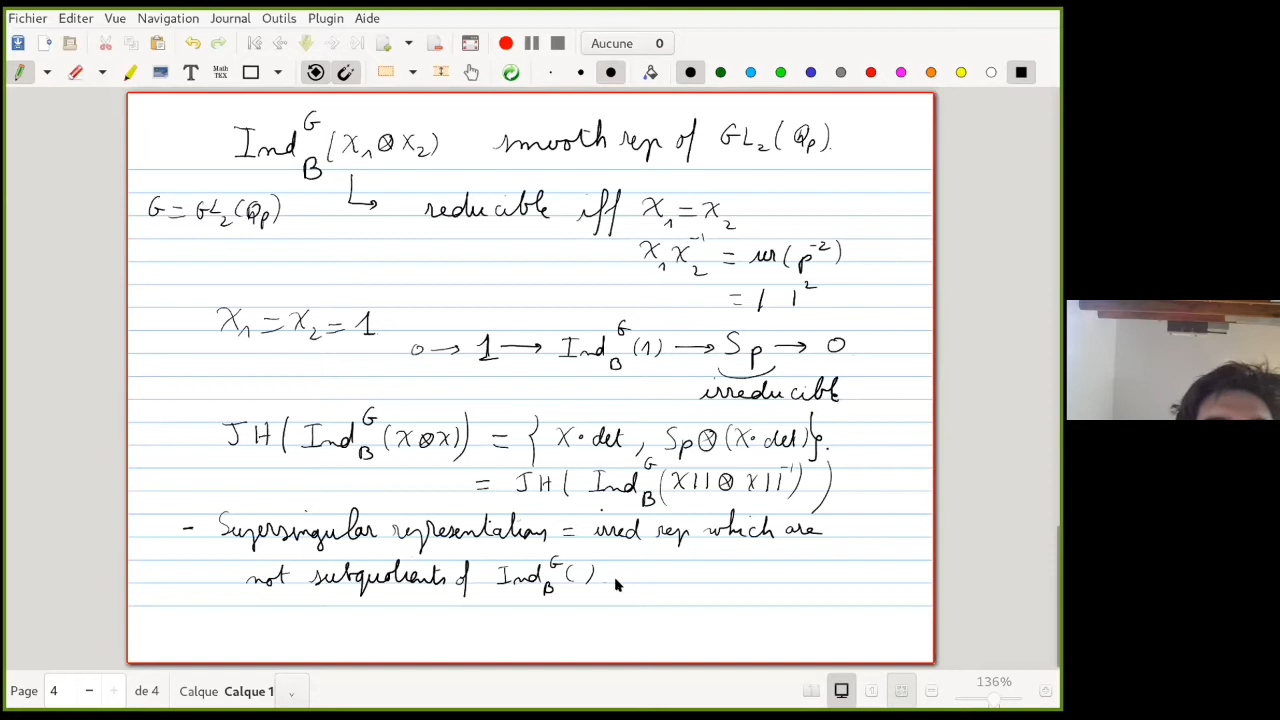 Fichier Editer Vue Navigation Journal Outils Plugin Aide
Aucune 0
Ind_B^G(χ_1⊗χ_2) smooth rep of GL_2(Q_p).
G = GL_2(Q_p) ↳ reducible iff χ_1 = χ_2
χ_1 χ_2^{-1} = ur(p^{-2})
= | |^2
χ_1 = χ_2 = 1
0 → 1 → Ind_B^G(1) → Sp → 0
irreducible
JH(Ind_B^G(χ⊗χ)) = { χ∘det, Sp⊗(χ∘det)}.
= JH(Ind_B^G(χ||⊗χ||^{-1}))
- Supersingular representation = irred rep which are
not subquotients of Ind_B^G( ).
Page 4 de 4 Calque Calque 1 136%